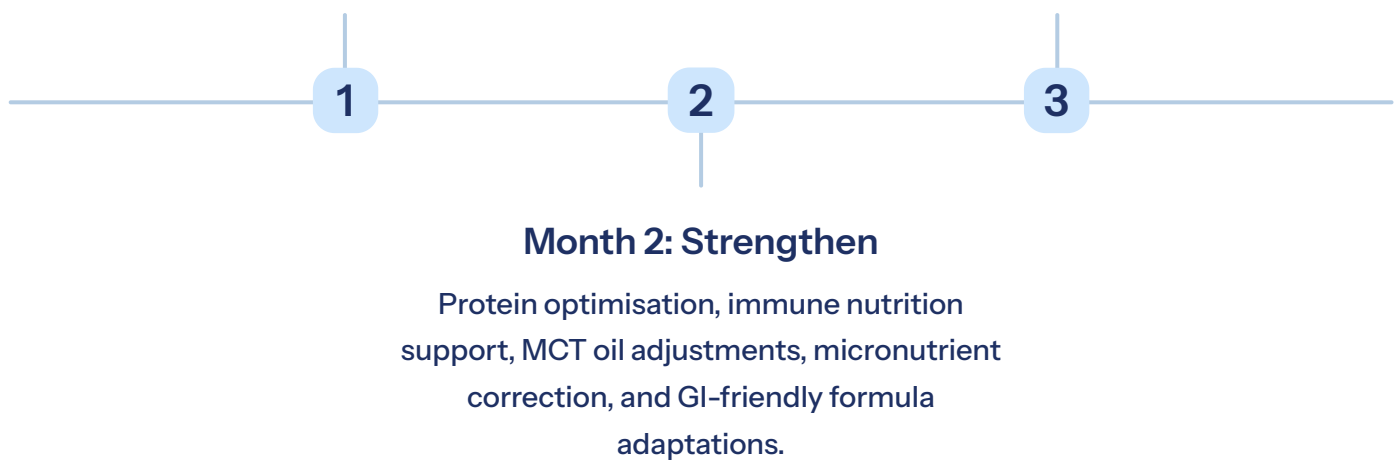 1
2
3
Month 2: Strengthen
Protein optimisation, immune nutrition
support, MCT oil adjustments, micronutrient
correction, and GI-friendly formula
adaptations.